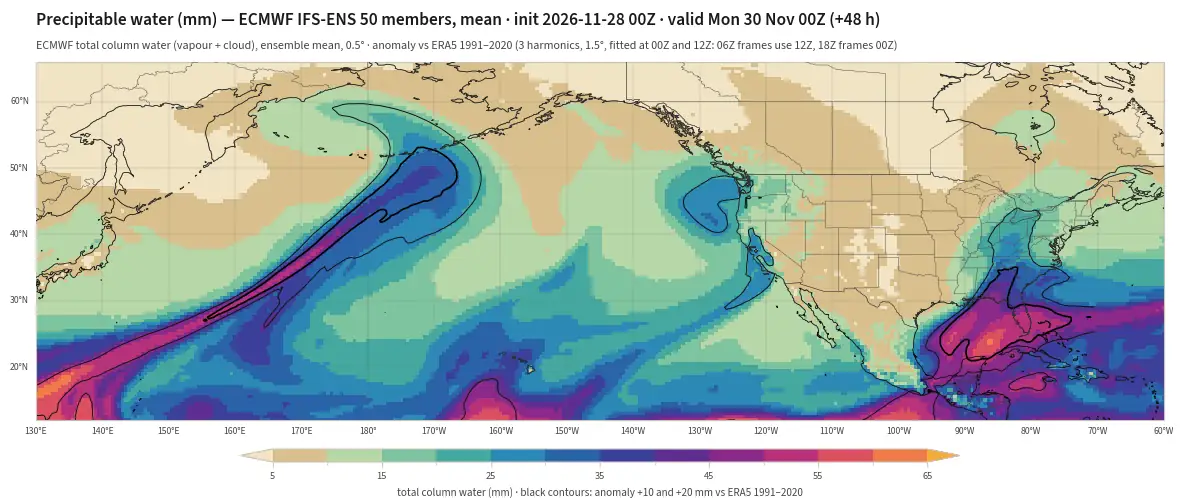 Precipitable water (mm) — ECMWF IFS-ENS 50 members, mean · init 2026-11-28 00Z · valid Mon 30 Nov 00Z (+48 h)
ECMWF total column water (vapour + cloud), ensemble mean, 0.5° · anomaly vs ERA5 1991–2020 (3 harmonics, 1.5°, fitted at 00Z and 12Z: 06Z frames use 12Z, 18Z frames 00Z)
60°N
50°N
40°N
30°N
20°N
130°E 140°E 150°E 160°E 170°E 180° 170°W 160°W 150°W 140°W 130°W 120°W 110°W 100°W 90°W 80°W 70°W 60°W
5 15 25 35 45 55 65
total column water (mm) · black contours: anomaly +10 and +20 mm vs ERA5 1991–2020